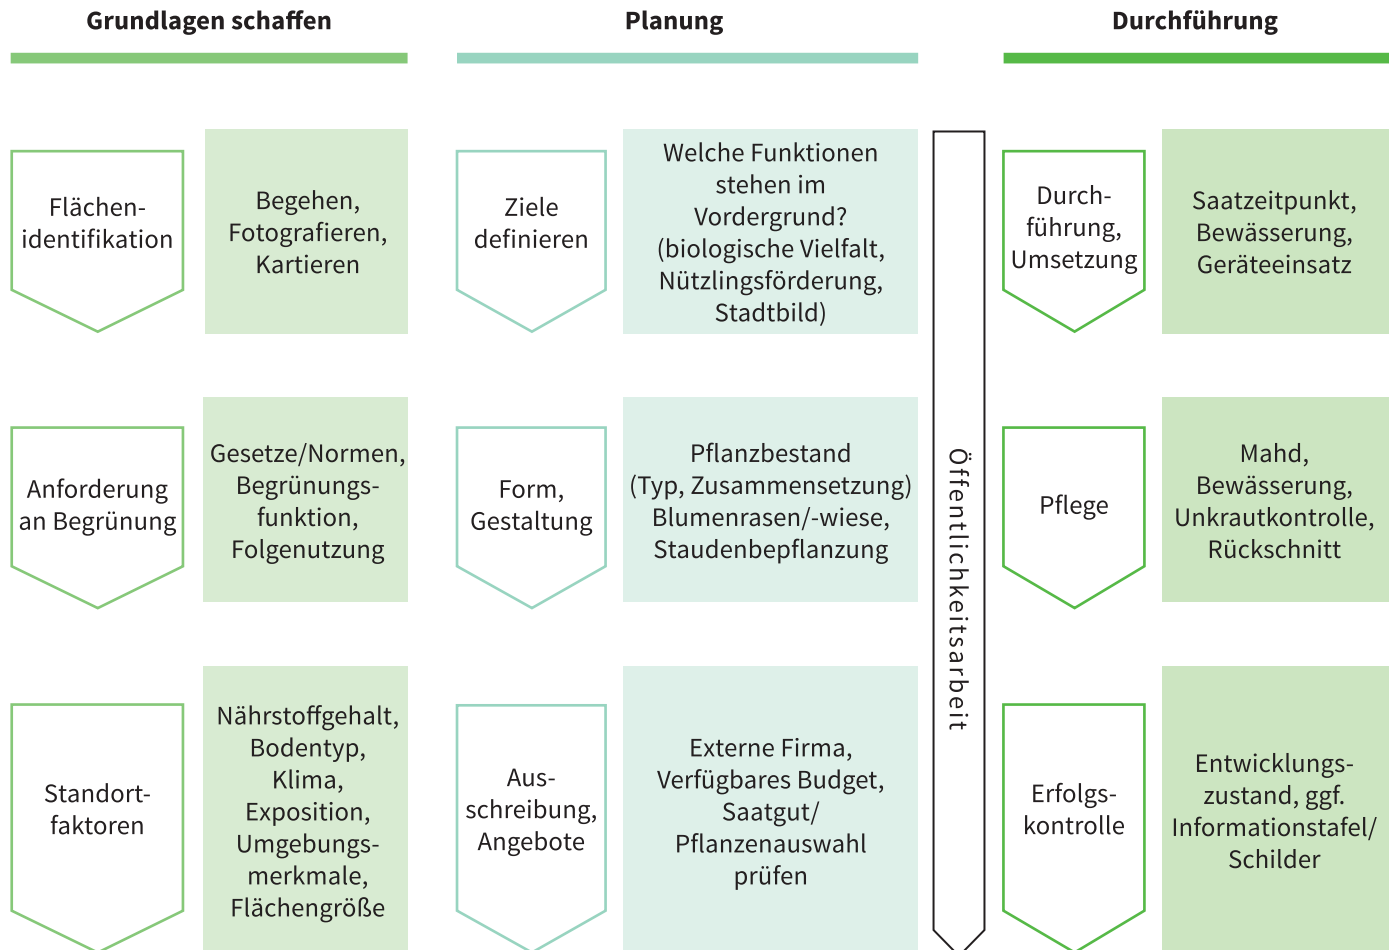 Grundlagen schaffen
Flächen-
identifikation
Begehen,
Fotografieren,
Kartieren
Anforderung
an Begrünung
Gesetze/Normen,
Begrünungs-
funktion,
Folgenutzung
Standort-
faktoren
Nährstoffgehalt,
Bodentyp,
Klima,
Exposition,
Umgebungs-
merkmale,
Flächengröße
Planung
Ziele
definieren
Welche Funktionen
stehen im
Vordergrund?
(biologische Vielfalt,
Nützlingsförderung,
Stadtbild)
Form,
Gestaltung
Pflanzbestand
(Typ, Zusammensetzung)
Blumenrasen/-wiese,
Staudenbepflanzung
Aus-
schreibung,
Angebote
Externe Firma,
Verfügbares Budget,
Saatgut/
Pflanzenauswahl
prüfen
Öffentlichkeitsarbeit
Durchführung
Durch-
führung,
Umsetzung
Saatzeitpunkt,
Bewässerung,
Geräteeinsatz
Pflege
Mahd,
Bewässerung,
Unkrautkontrolle,
Rückschnitt
Erfolgs-
kontrolle
Entwicklungs-
zustand, ggf.
Informationstafel/
Schilder